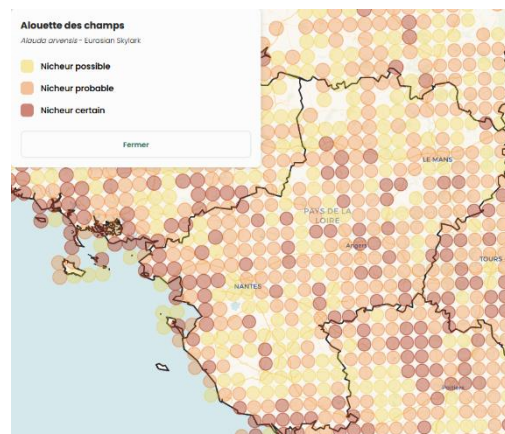 Alouette des champs
Alauda arvensis - Eurasian Skylark
Nicheur possible
Nicheur probable
Nicheur certain
Fermer
LE MANS
PAYS DE LA
LOIRE
Angers
TOURS
NANTES
Poitiers